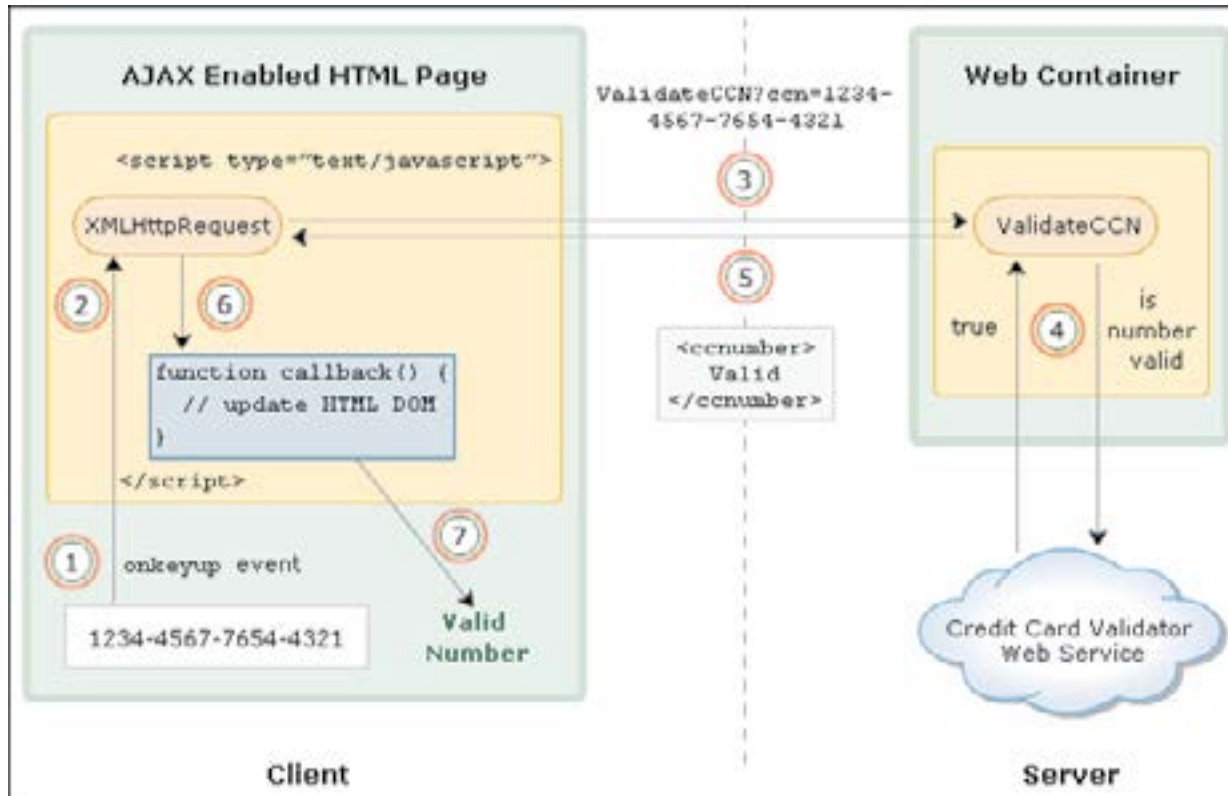 AJAX Enabled HTML Page
<script type="text/javascript">
XMLHttpRequest
2
6
function callback() {
// update HTML DOM
}
</script>
1
onkeyup event
7
1234-4567-7654-4321
Valid
Number
Client
ValidateCCN?ccn=1234-
4567-7654-4321
3
5
<ccnumber>
Valid
</ccnumber>
Web Container
ValidateCCN
true
4
is
number
valid
Credit Card Validator
Web Service
Server